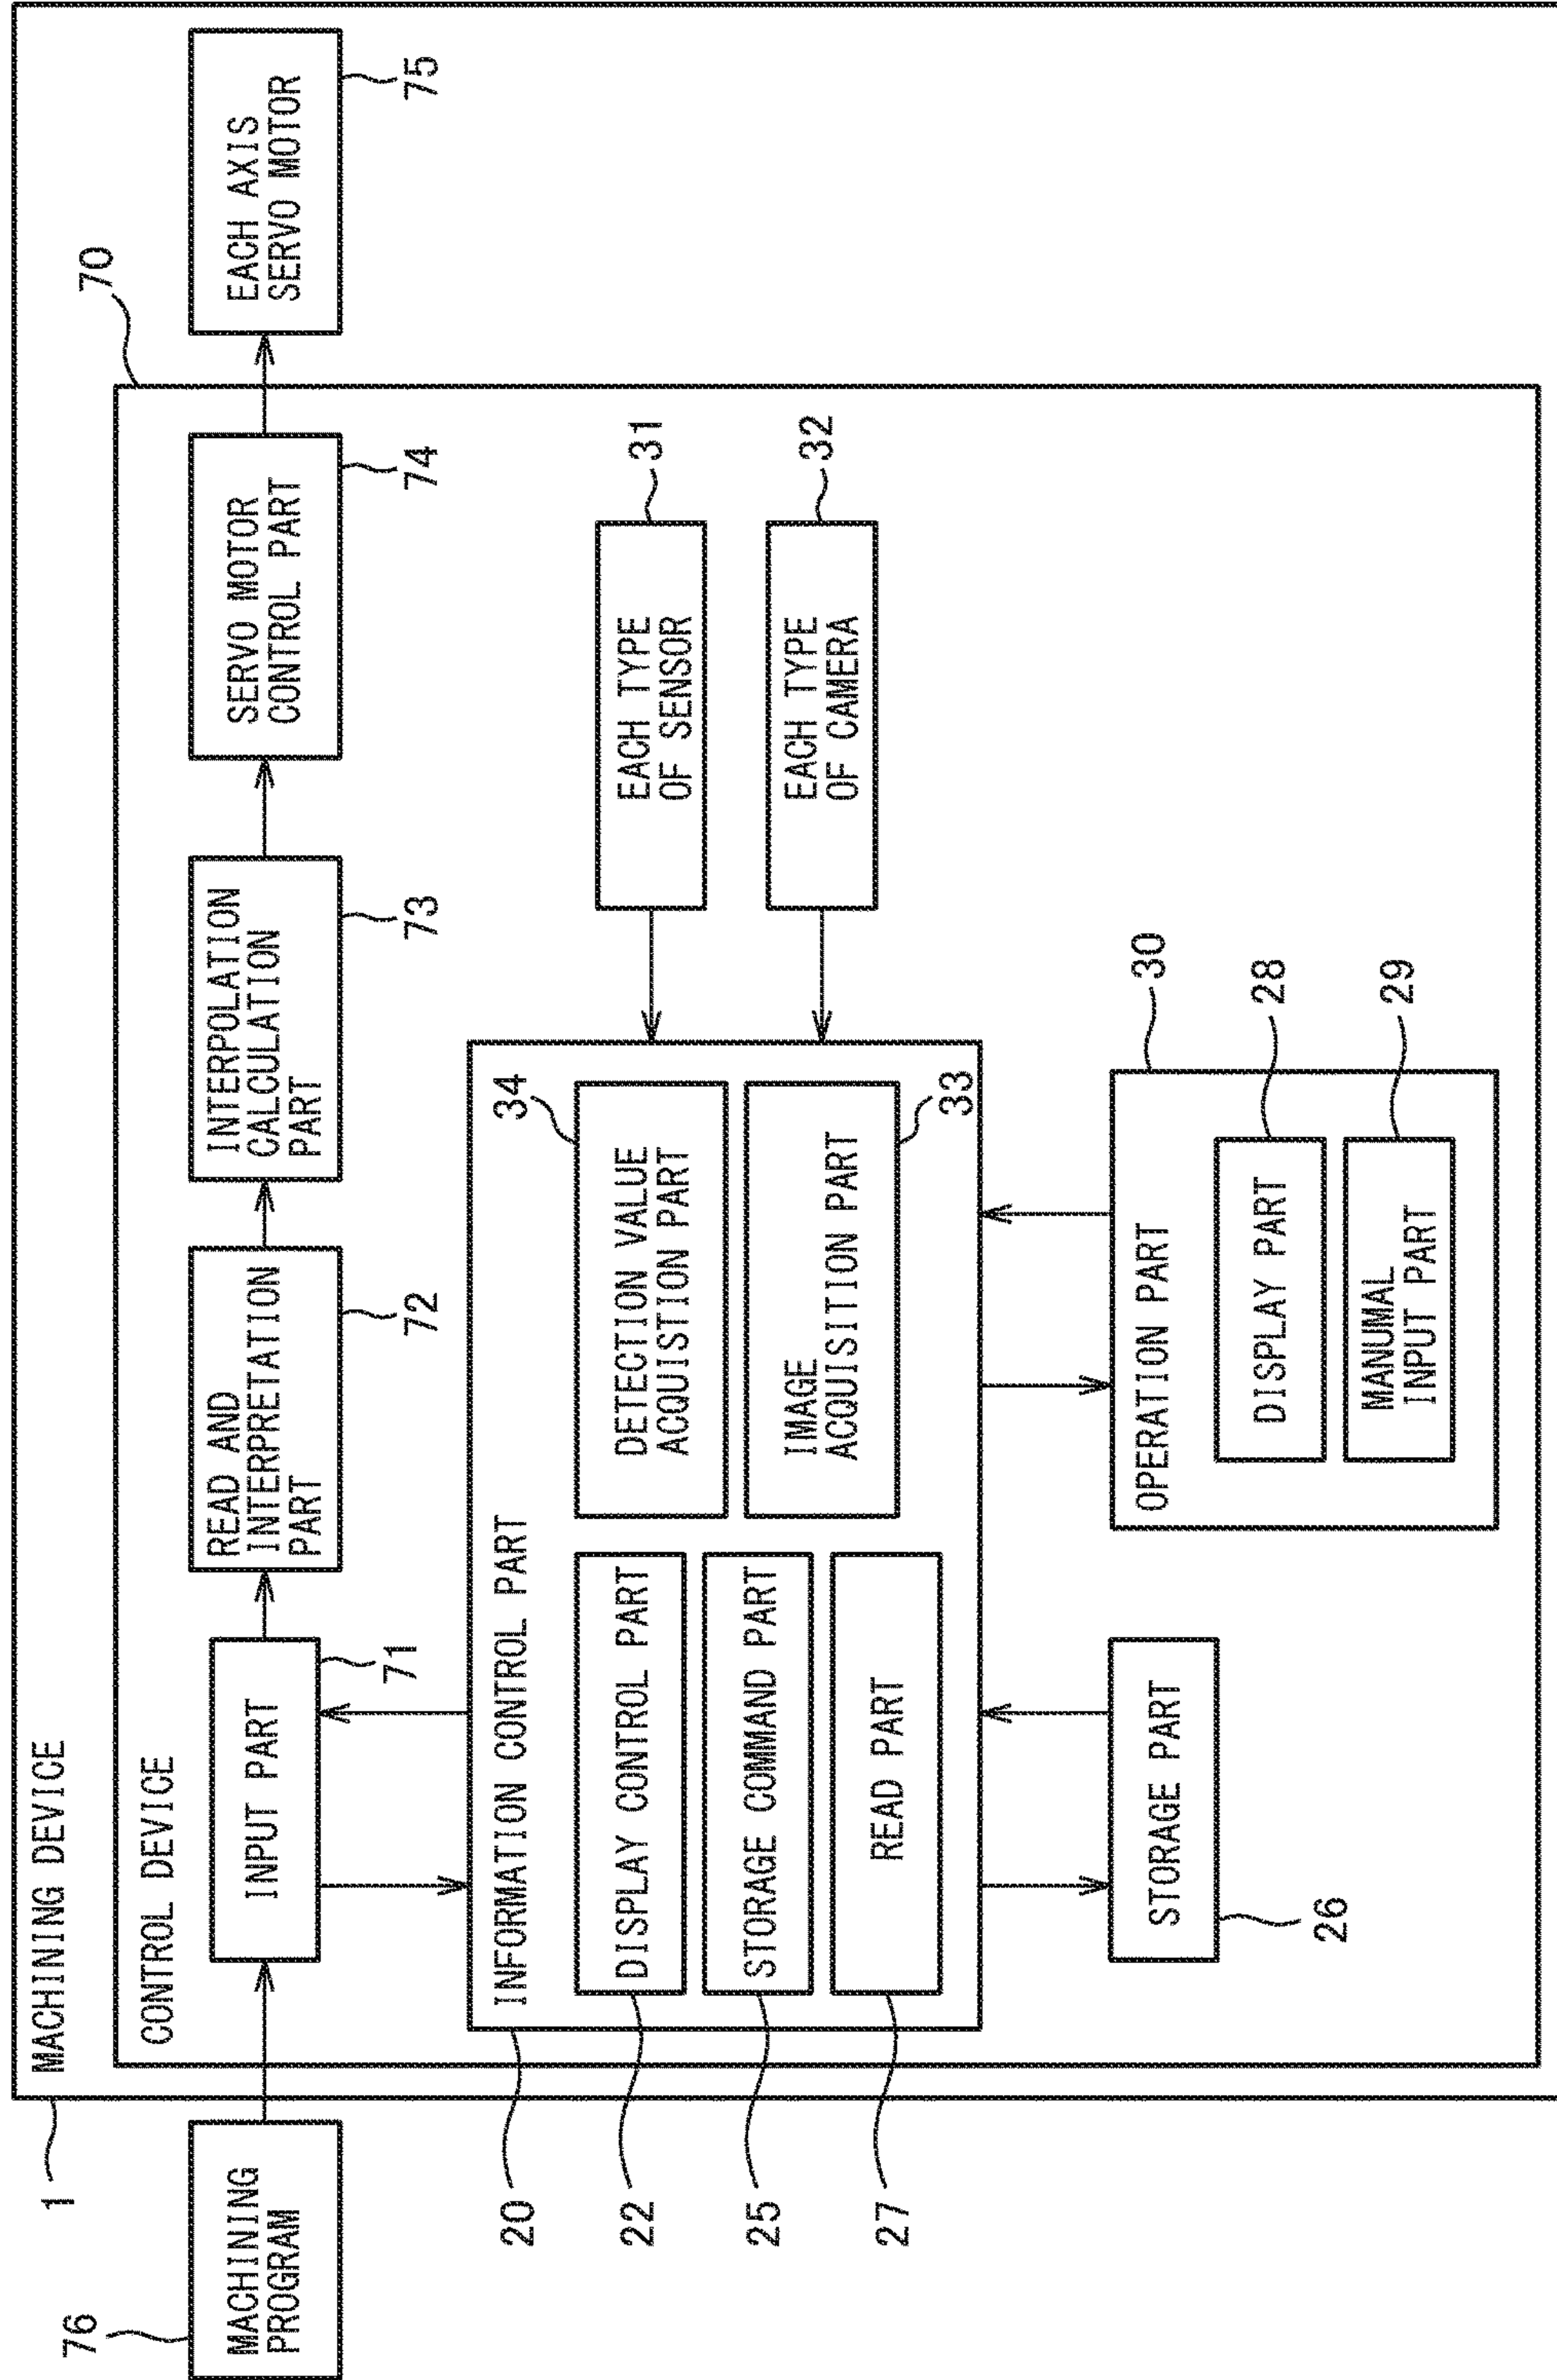 MACHINING DEVICE
1
70
76
MACHINING
PROGRAM
CONTROL DEVICE
INPUT PART
71
READ AND
INTERPRETATION
PART
72
INTERPOLATION
CALCULATION
PART
73
SERVO MOTOR
CONTROL PART
74
EACH AXIS
SERVO MOTOR
75
20
INFORMATION CONTROL PART
22
DISPLAY CONTROL PART
25
STORAGE COMMAND PART
27
READ PART
34
DETECTION VALUE
ACQUISTION PART
IMAGE
ACQUISITION PART
33
EACH TYPE
OF SENSOR
31
EACH TYPE
OF CAMERA
32
STORAGE PART
26
OPERATION PART
30
DISPLAY PART
28
MANUMAL
INPUT PART
29